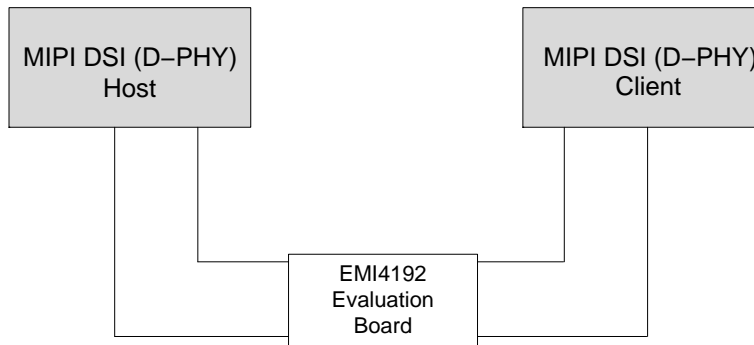 MIPI DSI (D−PHY)
Host
MIPI DSI (D−PHY)
Client
EMI4192
Evaluation
Board